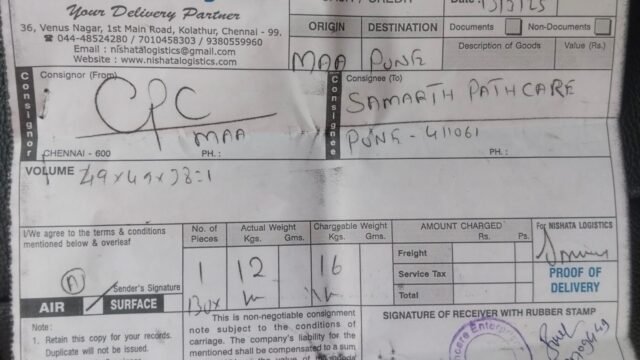 Your Delivery Partner
36, Venus Nagar, 1st Main Road, Kolathur, Chennai - 99.
044-48524280 / 7010458303 / 9380559960
Email : nishatalogistics@gmail.com
Website : www.nishatalogistics.com
Date:
ORIGIN DESTINATION Documents Non-Documents
MAA PUNE Description of Goods Value (Rs.)
Consignor Consignor (From) Consignee Consignee (To)
CPC SAMARTH PATHCARE
MAA PUNE - 411061
CHENNAI - 600 PH. : PH. :
VOLUME 49x49x38=1
I/We agree to the terms & conditions mentioned below & overleaf
No. of Pieces Actual Weight Kgs. Gms. Chargeable Weight Kgs. Gms. AMOUNT CHARGED Rs. Ps. For NISHATA LOGISTICS
1 12 16 Freight
Box Service Tax PROOF OF
Sender's Signature Total DELIVERY
AIR / SURFACE
Note : This is non-negotiable consignment SIGNATURE OF RECEIVER WITH RUBBER STAMP
1. Retain this copy for your records. note subject to the conditions of
Duplicate will not be issued. carriage. The company's liability for
mentioned shall be compensated to a sum